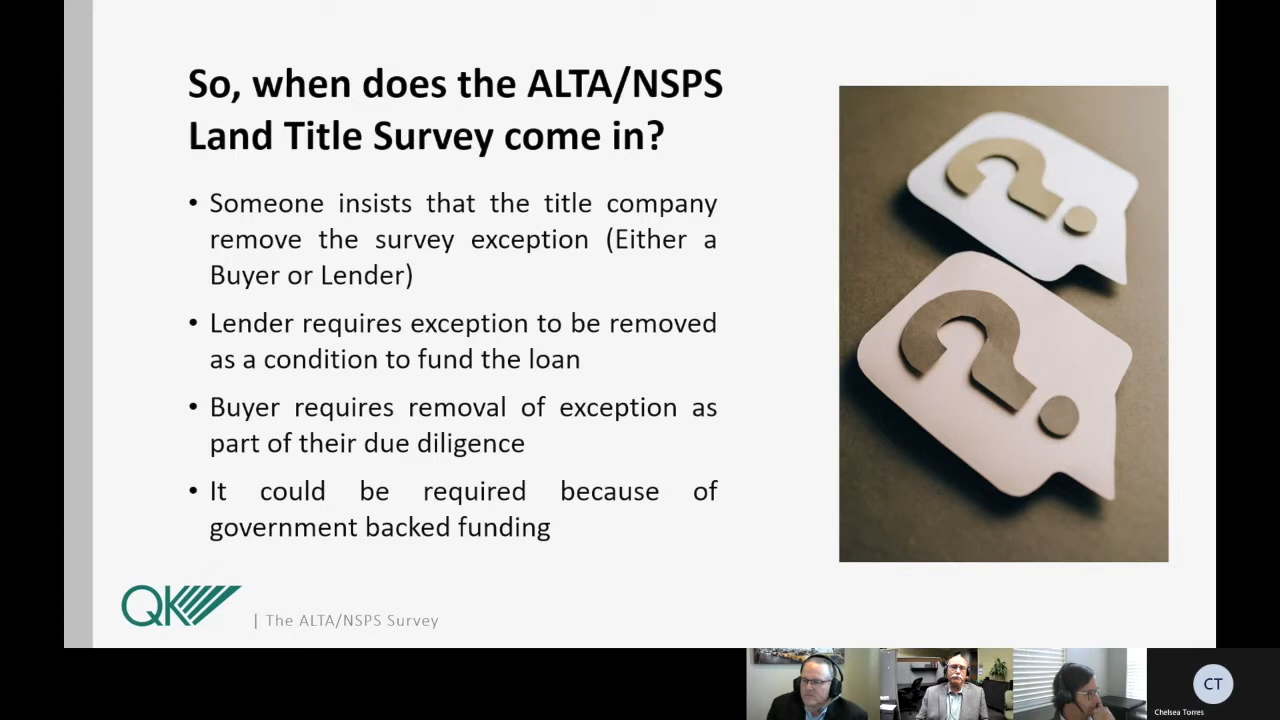 So, when does the ALTA/NSPS
Land Title Survey come in?
• Someone insists that the title company
remove the survey exception (Either a
Buyer or Lender)
• Lender requires exception to be removed
as a condition to fund the loan
• Buyer requires removal of exception as
part of their due diligence
• It could be required because of
government backed funding
? 
?
QK
| The ALTA/NSPS Survey
CT
Chelsea Torres